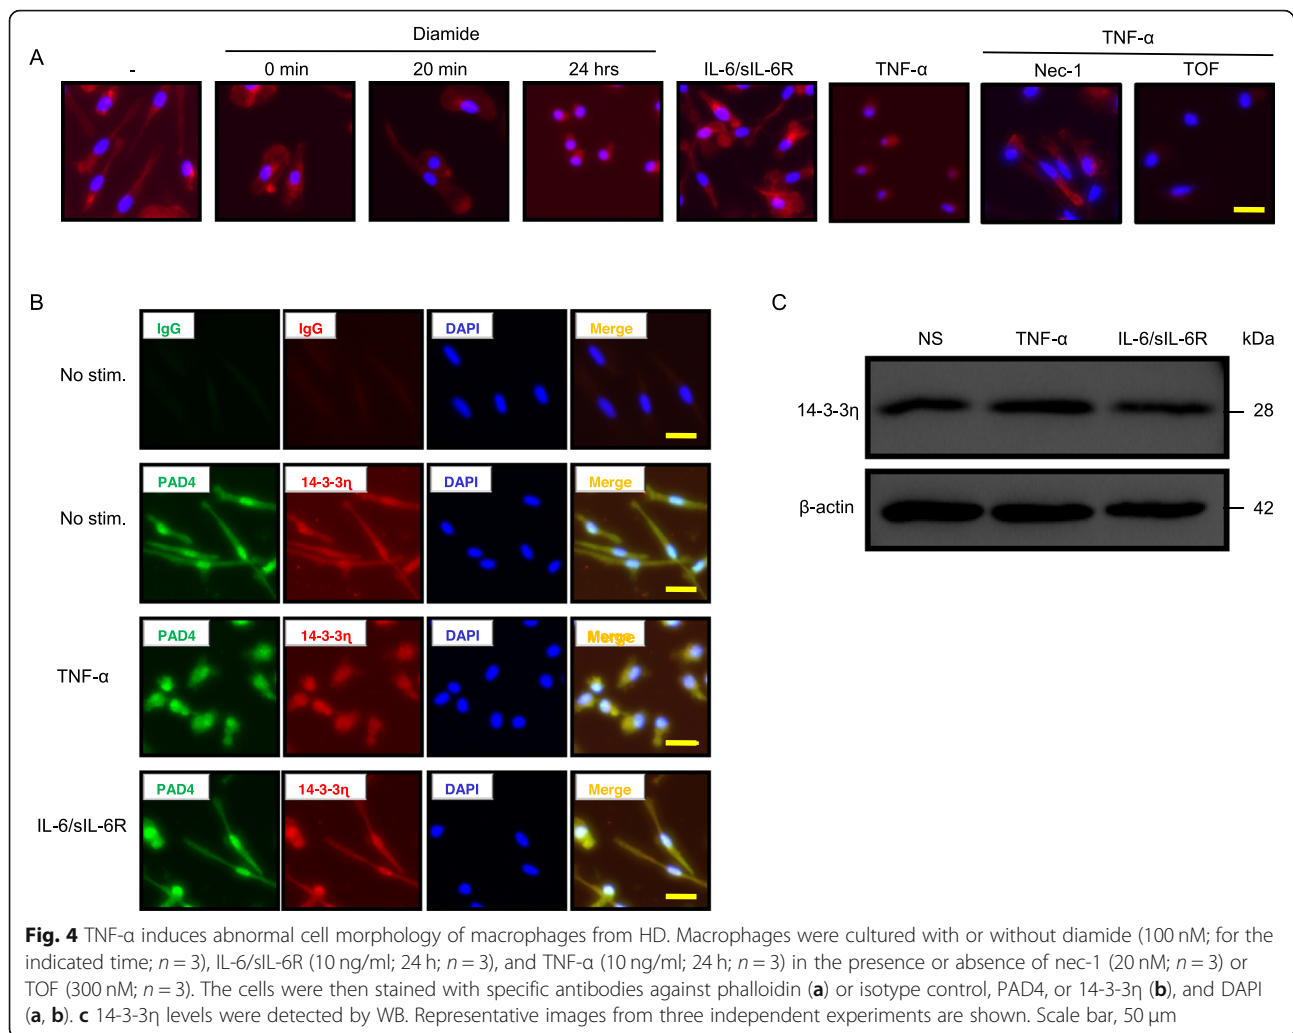 Diamide
TNF-α
A
-
0 min
20 min
24 hrs
IL-6/sIL-6R
TNF-α
Nec-1
TOF
B
IgG
IgG
DAPI
Merge
No stim.
PAD4
14-3-3η
DAPI
Merge
No stim.
PAD4
14-3-3η
DAPI
Merge
Merge
TNF-α
PAD4
14-3-3η
DAPI
Merge
IL-6/sIL-6R
C
NS
TNF-α
IL-6/sIL-6R
kDa
14-3-3η
28
β-actin
42
Fig. 4 TNF-α induces abnormal cell morphology of macrophages from HD. Macrophages were cultured with or without diamide (100 nM; for the
indicated time; n = 3), IL-6/sIL-6R (10 ng/ml; 24 h; n = 3), and TNF-α (10 ng/ml; 24 h; n = 3) in the presence or absence of nec-1 (20 nM; n = 3) or
TOF (300 nM; n = 3). The cells were then stained with specific antibodies against phalloidin (a) or isotype control, PAD4, or 14-3-3η (b), and DAPI
(a, b). c 14-3-3η levels were detected by WB. Representative images from three independent experiments are shown. Scale bar, 50 μm